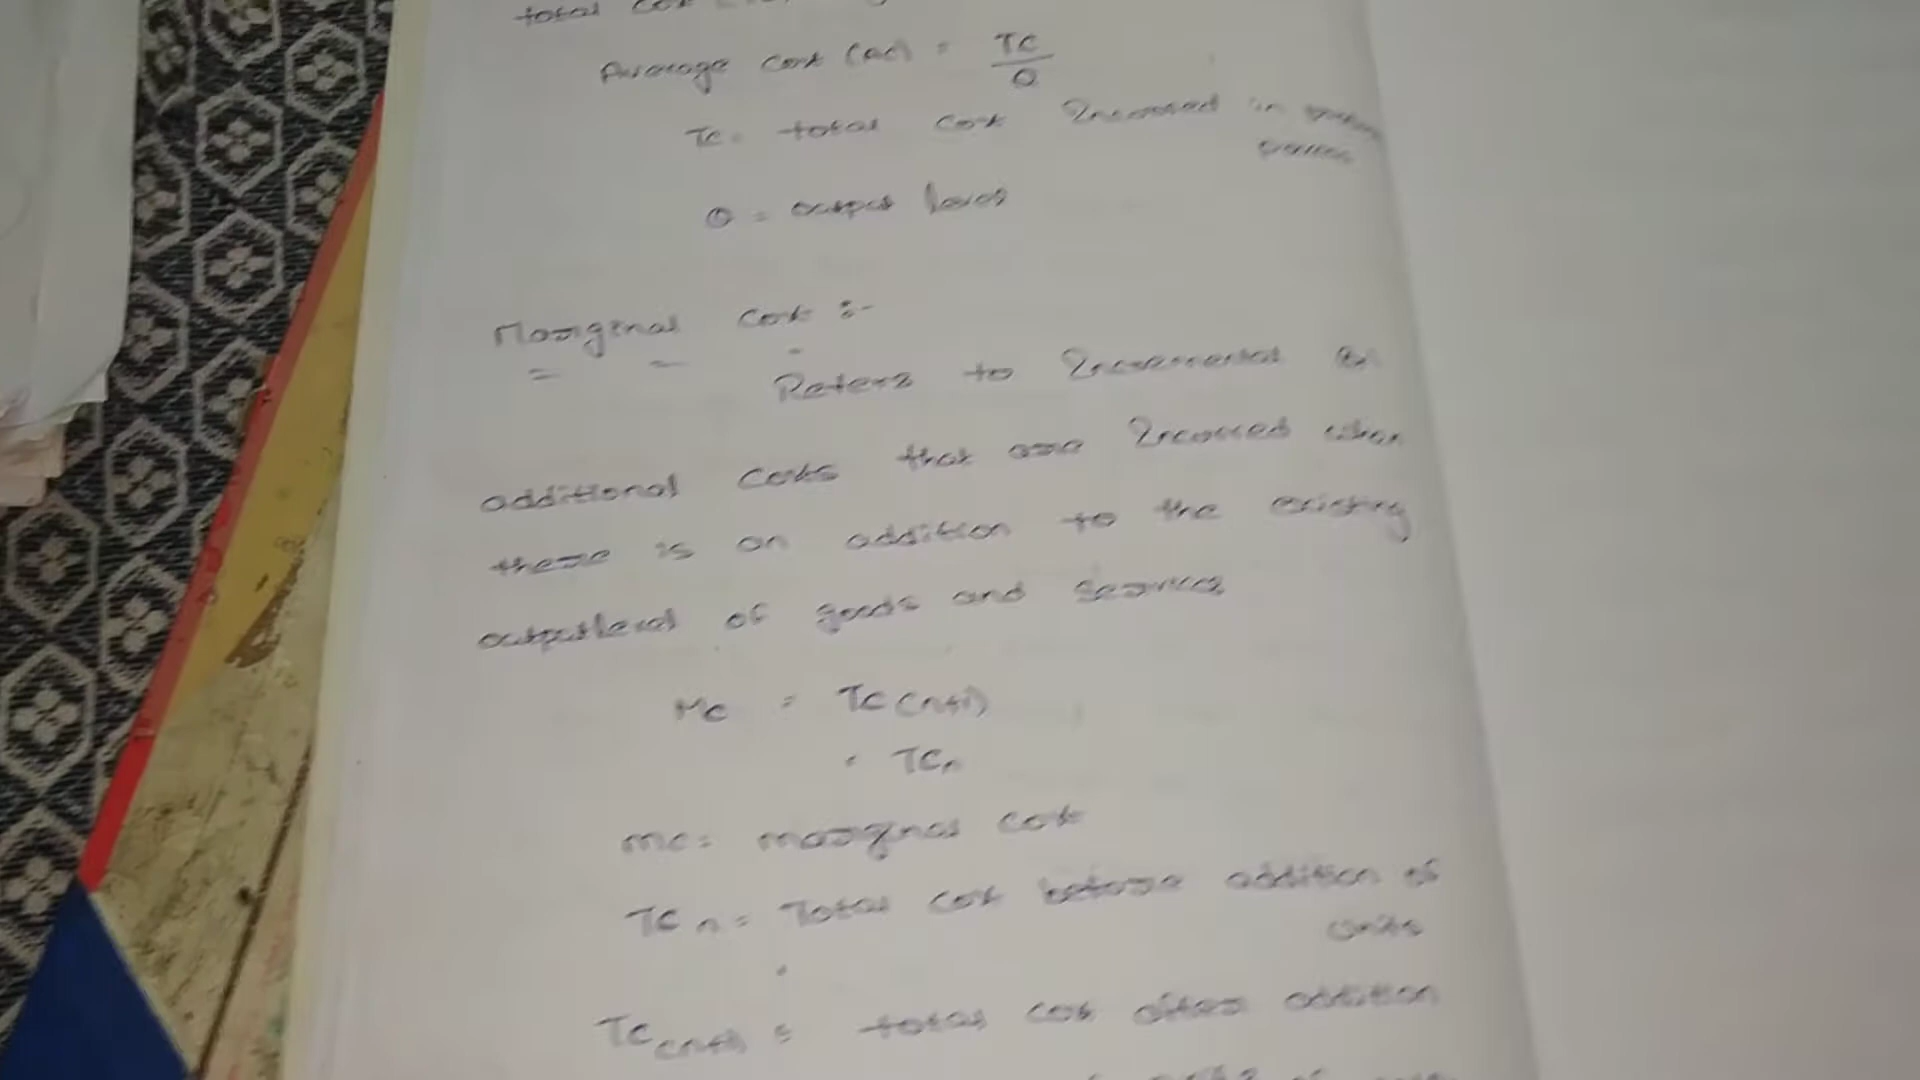 total cost
Average cost (AC) = TC
Q
TC = total cost Incurred in
Q = output level
Marginal cost :-
Refers to Incremental or
additional costs that are Incurred when
there is an addition to the existing
output level of goods and services
MC = TC (n+1)
- TCn
MC = marginal cost
TC n = Total cost before addition of
units
TC (n+1) = total cost after addition